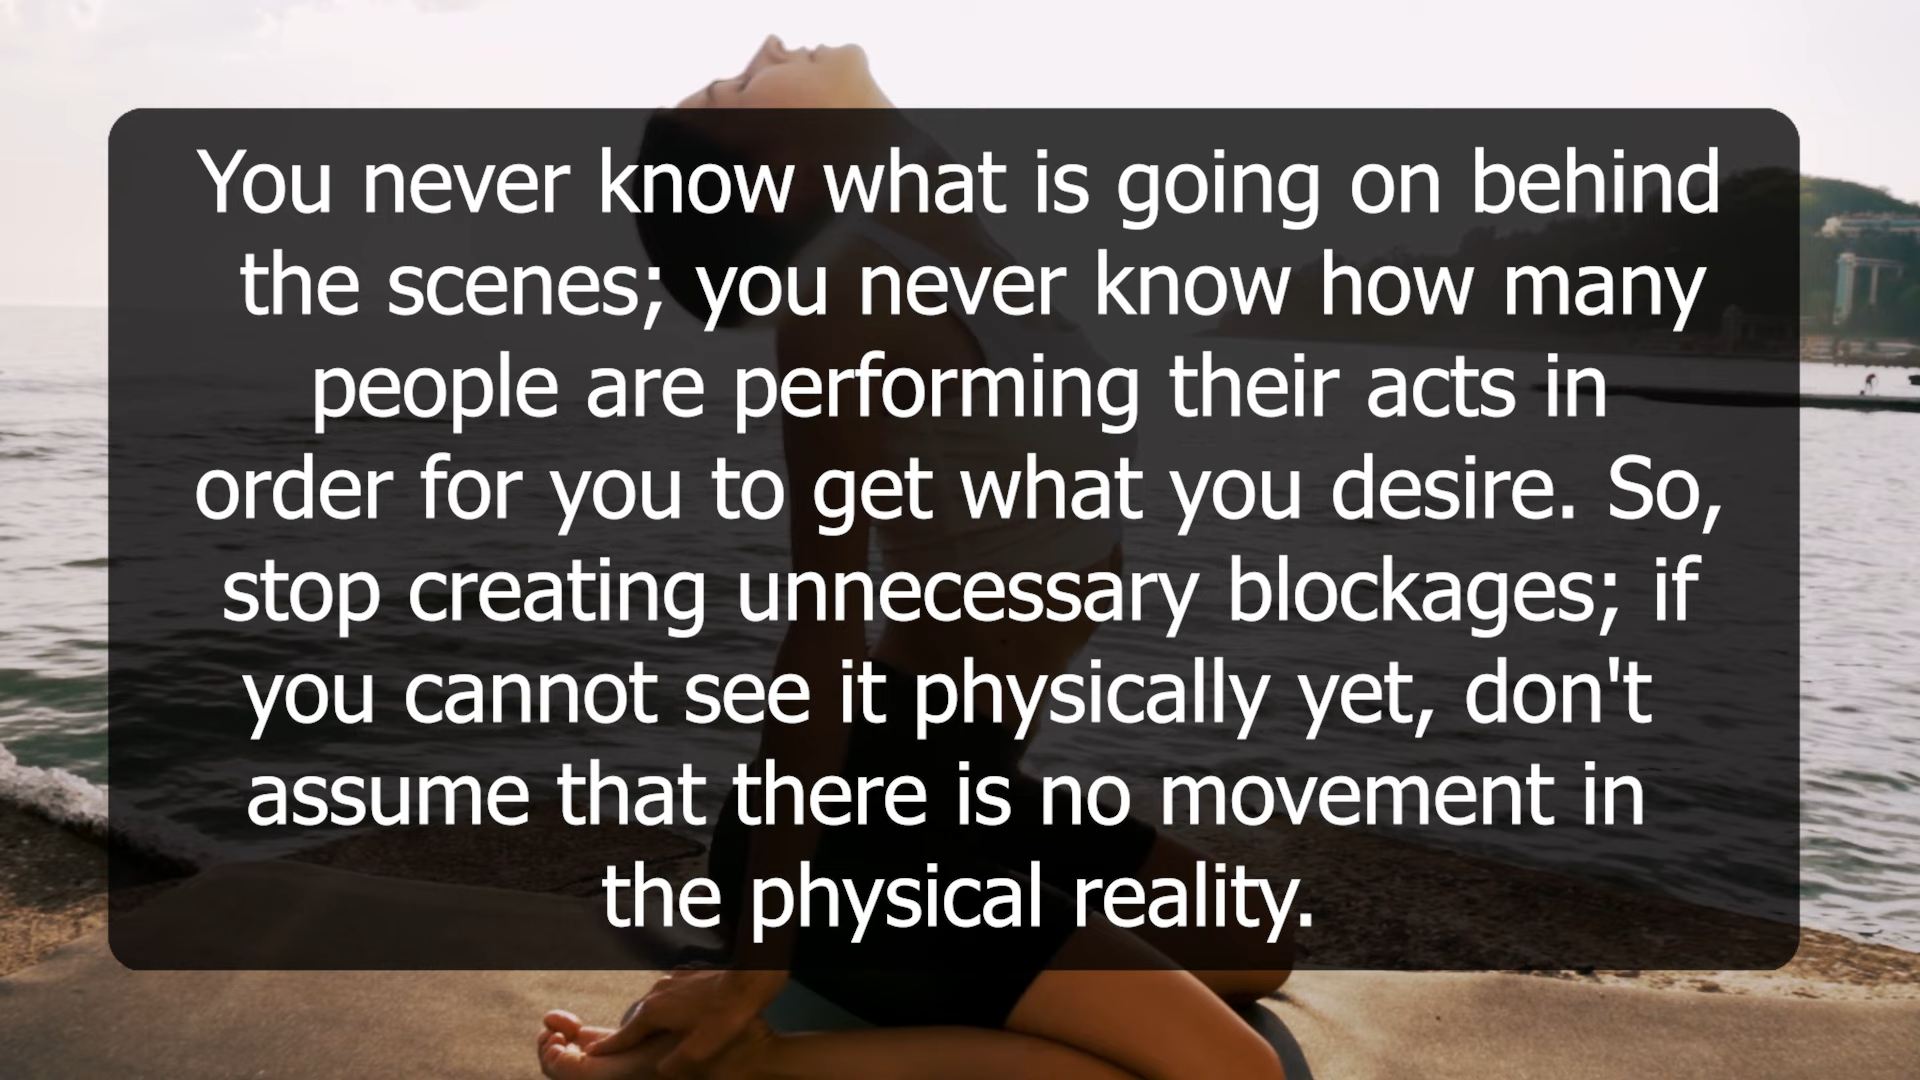 You never know what is going on behind
the scenes; you never know how many
people are performing their acts in
order for you to get what you desire. So,
stop creating unnecessary blockages; if
you cannot see it physically yet, don't
assume that there is no movement in
the physical reality.